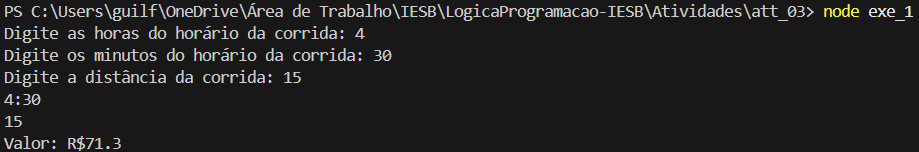 PS C:\Users\guilf\OneDrive\Área de Trabalho\IESB\LogicaProgramacao-IESB\Atividades\att_03> node exe_1
Digite as horas do horário da corrida: 4
Digite os minutos do horário da corrida: 30
Digite a distância da corrida: 15
4:30
15
Valor: R$71.3